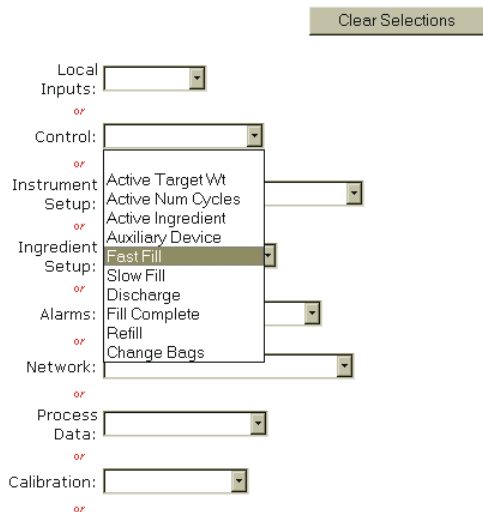 Clear Selections
Local
Inputs:
or
Control:
or
Active Target Wt
Instrument
Setup:
Active Num Cycles
Active Ingredient
or
Auxiliary Device
Ingredient
Setup:
Fast Fill
Slow Fill
or
Discharge
Alarms:
Fill Complete
Refill
or
Change Bags
Network:
or
Process
Data:
or
Calibration:
or